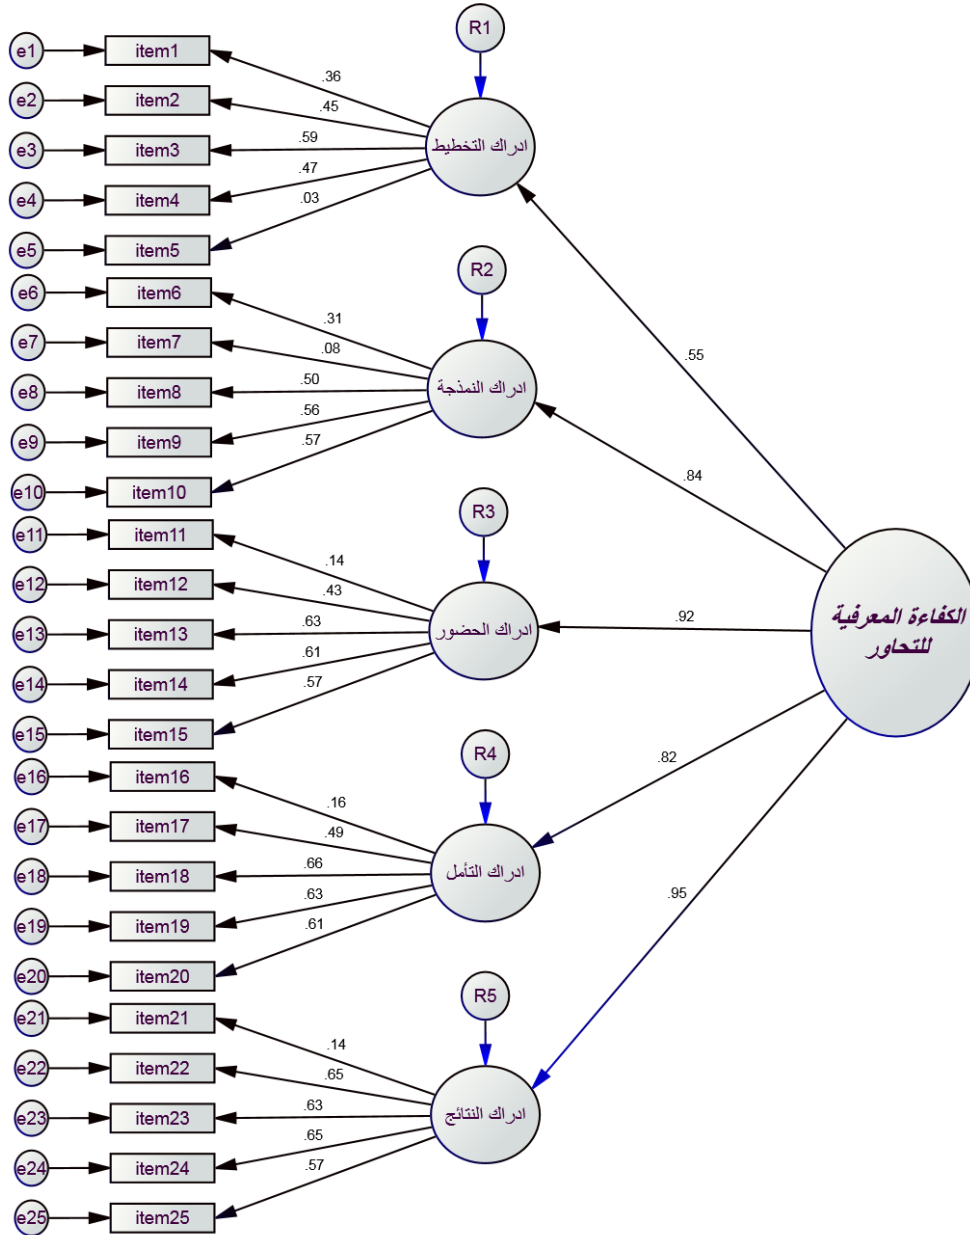 R1
e1 item1
.36
e2 item2
.45
e3 item3
.59
ادراك التخطيط
e4 item4
.47
e5 item5
.03
R2
e6 item6
.31
e7 item7
.08
e8 item8
.50
ادراك النمذجة
e9 item9
.56
e10 item10
.57
.55
.84
R3
e11 item11
.14
e12 item12
.43
e13 item13
.63
ادراك الحضور
e14 item14
.61
e15 item15
.57
.92
الكفاءة المعرفية
للتحاور
R4
e16 item16
.16
e17 item17
.49
e18 item18
.66
ادراك التأمل
e19 item19
.63
e20 item20
.61
.82
.95
R5
e21 item21
.14
e22 item22
.65
e23 item23
.63
ادراك النتائج
e24 item24
.65
e25 item25
.57